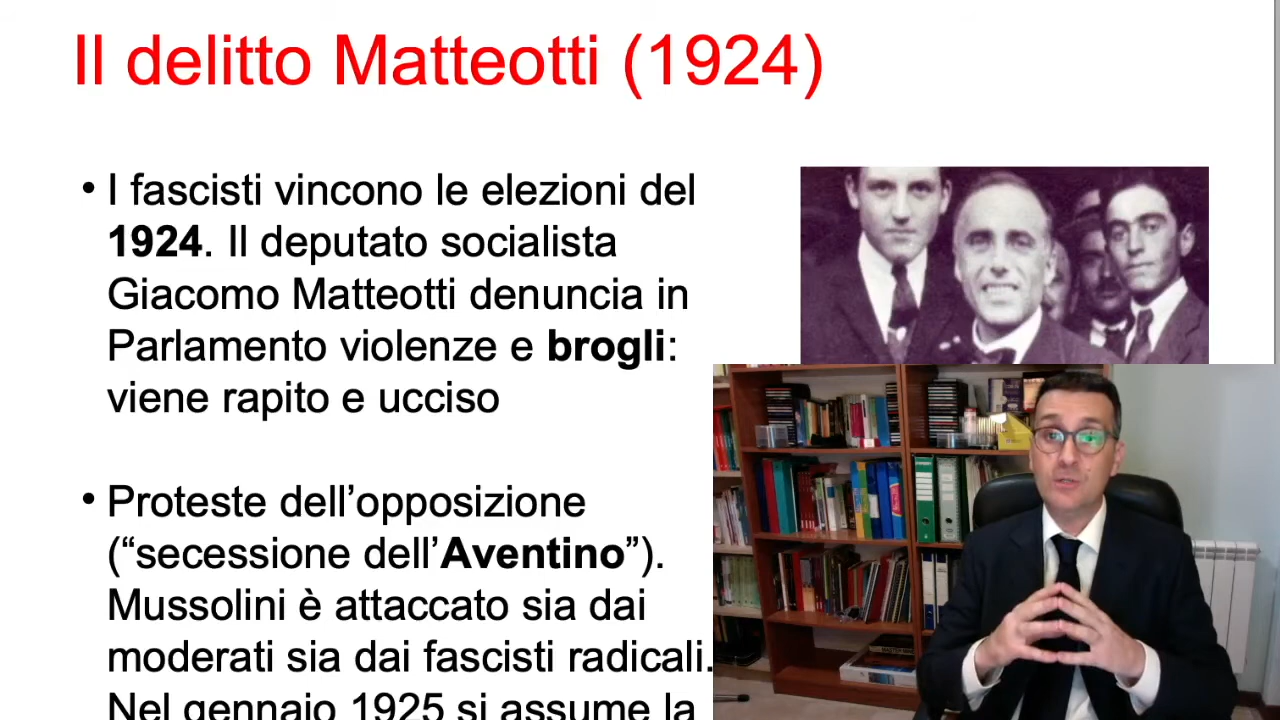 Il delitto Matteotti (1924)
• I fascisti vincono le elezioni del
1924. Il deputato socialista
Giacomo Matteotti denuncia in
Parlamento violenze e brogli:
viene rapito e ucciso
• Proteste dell’opposizione
(“secessione dell’Aventino”).
Mussolini è attaccato sia dai
moderati sia dai fascisti radicali.
Nel gennaio 1925 si assume la